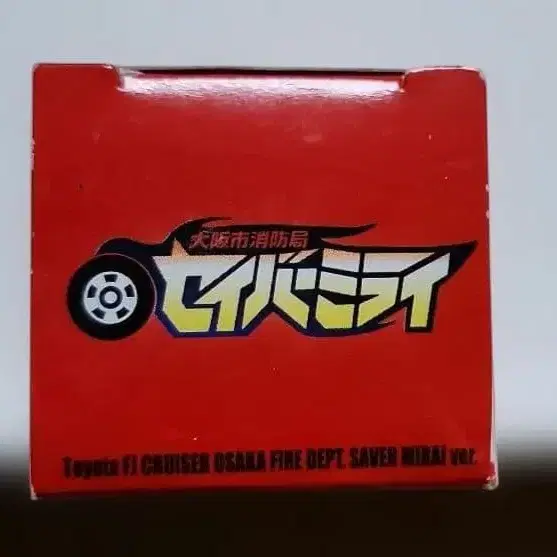 大阪市消防局
セイバーミライ
Toyota FJ CRUISER OSAKA FIRE DEPT. SAVER MIRAI ver.